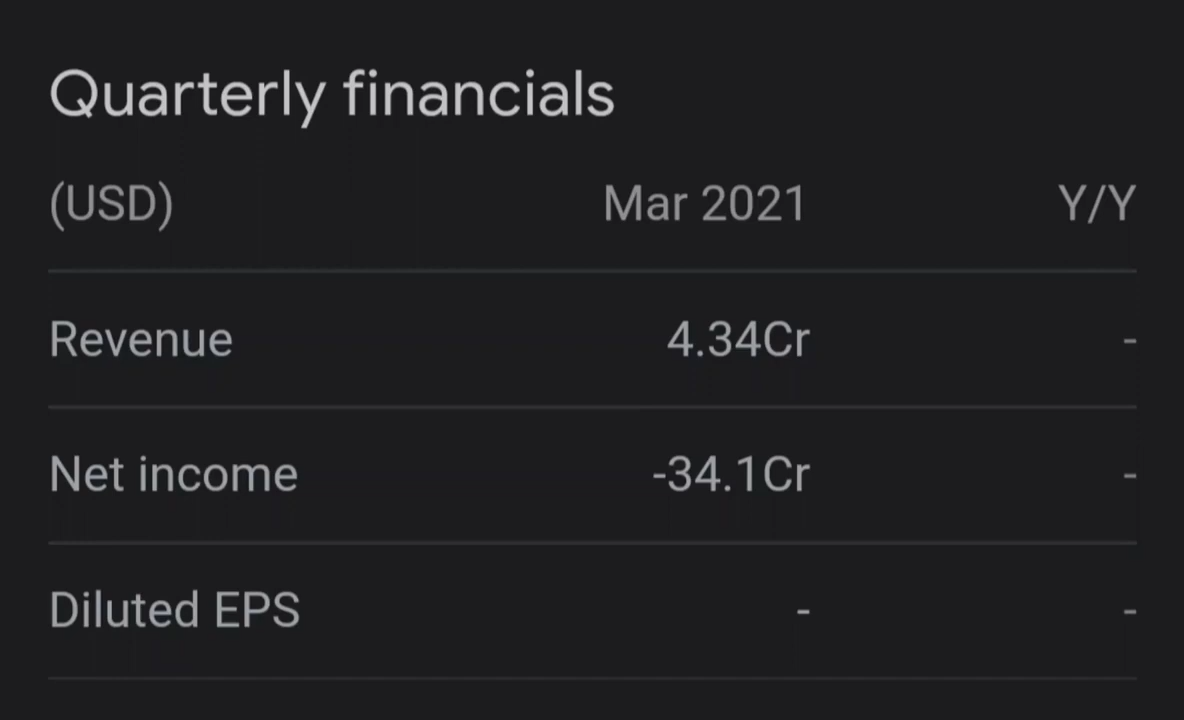 Quarterly financials
(USD) Mar 2021 Y/Y
Revenue 4.34Cr -
Net income -34.1Cr -
Diluted EPS - -